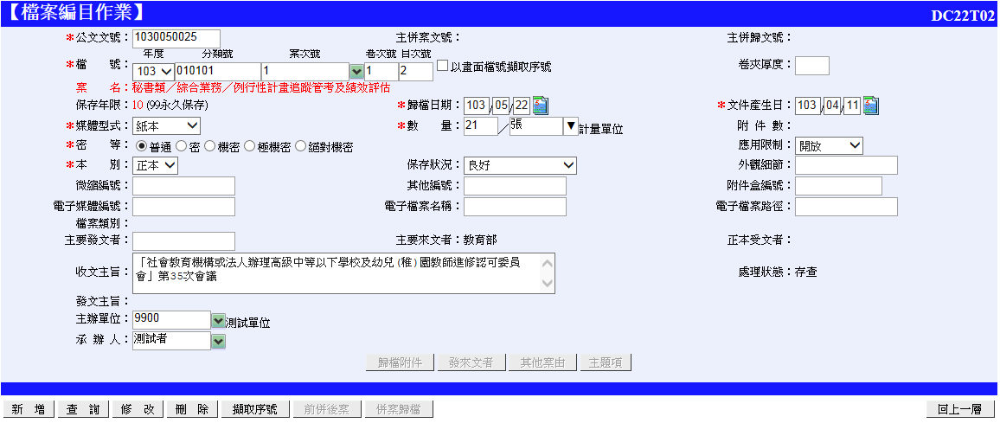 【檔案編目作業】 DC22T02
*公文文號： 1030050025 主併案文號： 主併歸文號：
年度 分類號 案次號 卷次號 目次號
*檔 號： 103 010101 1 1 2 以畫面檔號擷取序號 卷夾厚度：
案 名：秘書類／綜合業務／例行性計畫追蹤管考及績效評估
保存年限：10 (99永久保存) *歸檔日期： 103 / 05 / 22 *文件產生日： 103 / 04 / 11
*媒體型式： 紙本 *數 量： 21 ／ 張 計量單位 附 件 數：
*密 等： 普通 密 機密 極機密 絕對機密 應用限制： 開放
*本 別： 正本 保存狀況： 良好 外觀細節：
微縮編號： 其他編號： 附件盒編號：
電子媒體編號： 電子檔案名稱： 電子檔案路徑：
檔案類別：
主要發文者： 主要來文者：教育部 正本受文者：
收文主旨： 「社會教育機構或法人辦理高級中等以下學校及幼兒(稚)園教師進修認可委員
會」第35次會議
處理狀態：存查
發文主旨：
主辦單位： 9900 測試單位
承 辦 人： 測試者
歸檔附件 發來文者 其他案由 主題項
新 增 查 詢 修 改 刪 除 擷取序號 前併後案 併案歸檔 回上一層